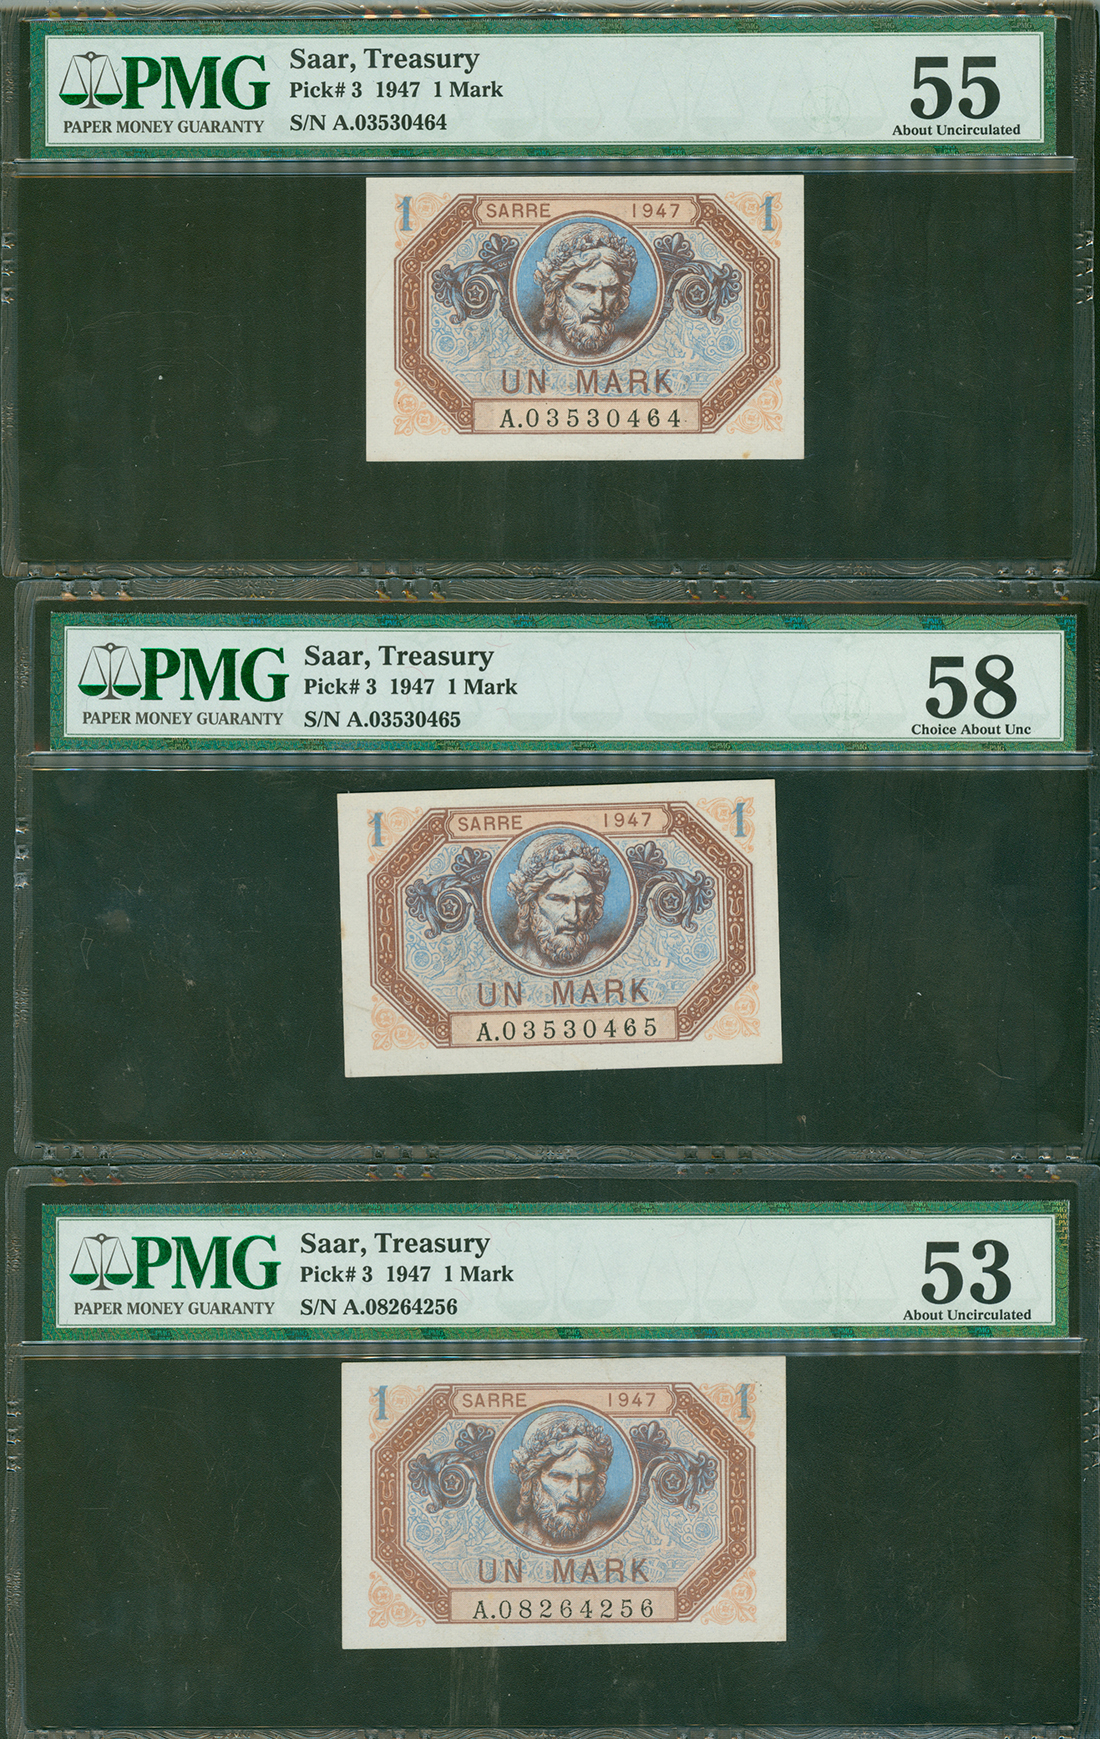 PMG
PAPER MONEY GUARANTY
Saar, Treasury
Pick# 3 1947 1 Mark
S/N A.03530464
55
About Uncirculated
1 SARRE 1947 1
UN MARK
A.03530464
PMG
PAPER MONEY GUARANTY
Saar, Treasury
Pick# 3 1947 1 Mark
S/N A.03530465
58
Choice About Unc
1 SARRE 1947 1
UN MARK
A.03530465
PMG
PAPER MONEY GUARANTY
Saar, Treasury
Pick# 3 1947 1 Mark
S/N A.08264256
53
About Uncirculated
1 SARRE 1947 1
UN MARK
A.08264256